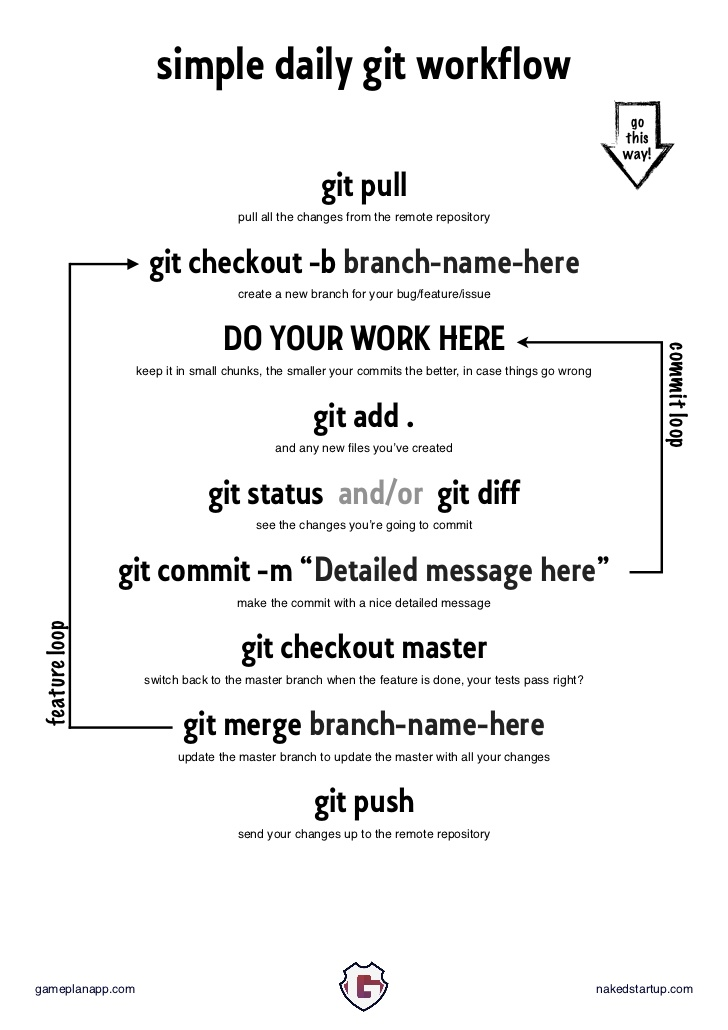 simple daily git workflow
go
this
way!
git pull
pull all the changes from the remote repository
git checkout -b branch-name-here
create a new branch for your bug/feature/issue
DO YOUR WORK HERE
keep it in small chunks, the smaller your commits the better, in case things go wrong
commit loop
git add .
and any new files you've created
git status and/or git diff
see the changes you're going to commit
git commit -m “Detailed message here”
make the commit with a nice detailed message
git checkout master
switch back to the master branch when the feature is done, your tests pass right?
feature loop
git merge branch-name-here
update the master branch to update the master with all your changes
git push
send your changes up to the remote repository
gameplanapp.com
G
nakedstartup.com